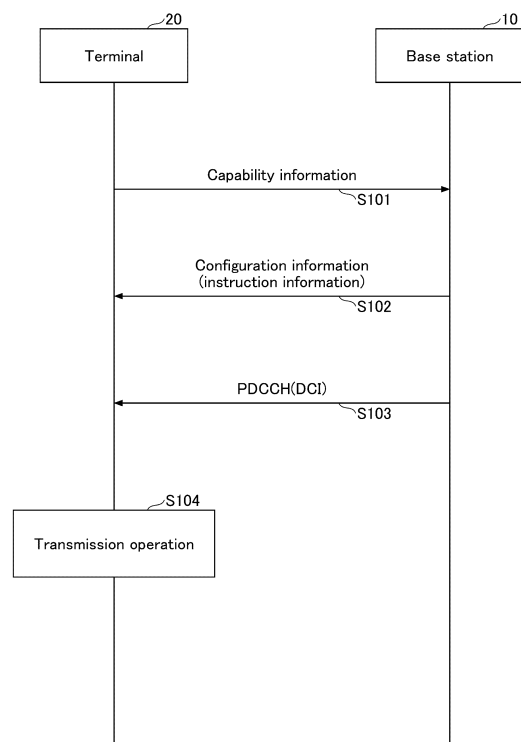 20
10
Terminal
Base station
Capability information
S101
Configuration information
(instruction information)
S102
PDCCH(DCI)
S103
S104
Transmission operation